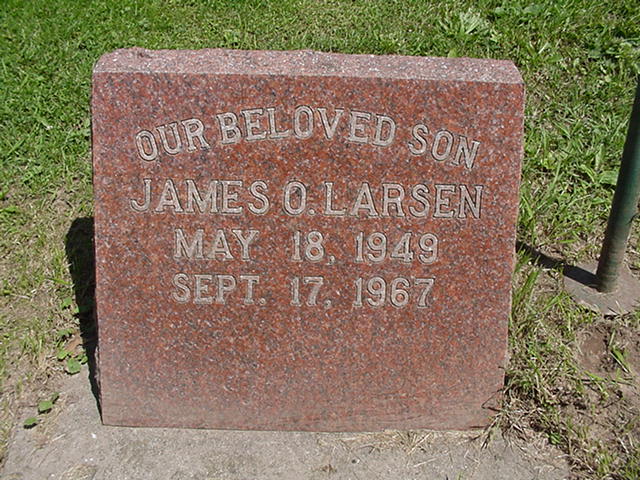 OUR BELOVED SON
JAMES O. LARSEN
MAY 18, 1949
SEPT. 17, 1967